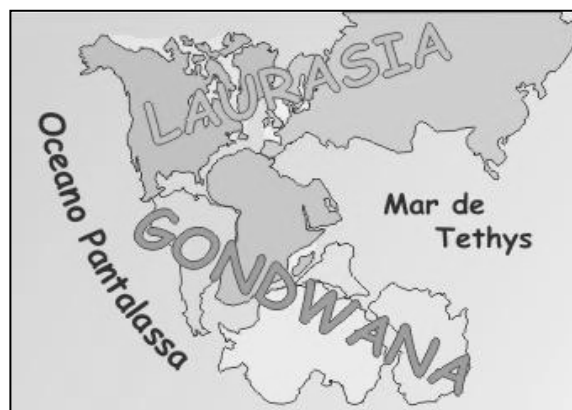 LAURASIA
Oceano Pantalassa
Mar de
Tethys
GONDWANA